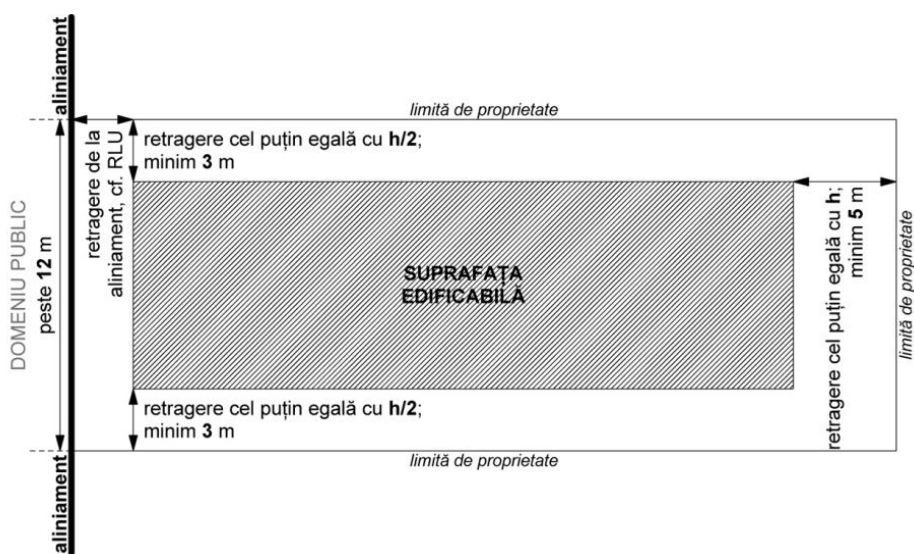 aliniament
limită de proprietate
retragere cel puțin egală cu h/2;
minim 3 m
retragere de la
aliniament, cf. RLU
DOMENIU PUBLIC
peste 12 m
SUPRAFAȚA
EDIFICABILĂ
retragere cel puțin egală cu h;
minim 5 m
limită de proprietate
retragere cel puțin egală cu h/2;
minim 3 m
limită de proprietate
aliniament